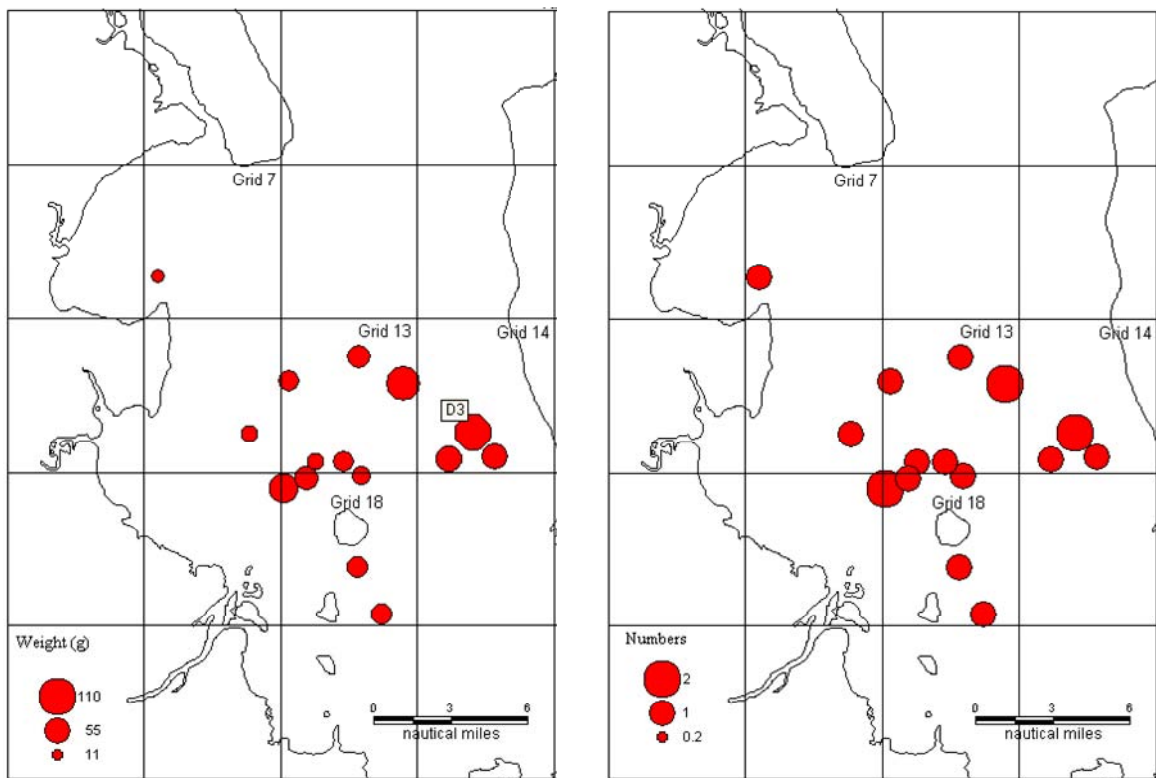 Grid 7
Grid 13
Grid 14
D3
Grid 18
Weight (g)
110
55
11
0 3 6
nautical miles
Grid 7
Grid 13
Grid 14
Grid 18
Numbers
2
1
0.2
0 3 6
nautical miles